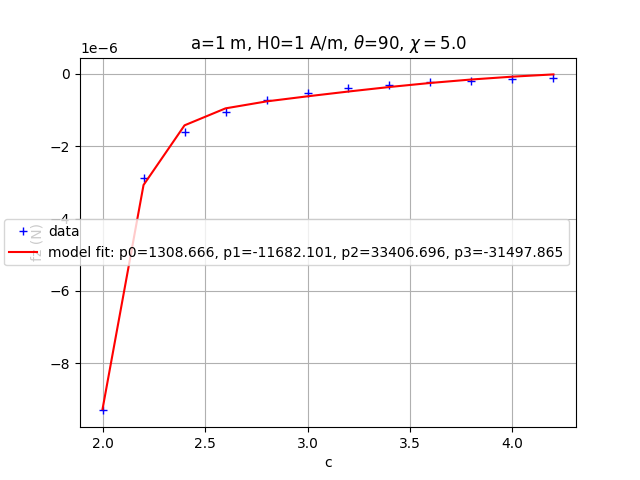 a=1 m, H0=1 A/m, θ=90, χ = 5.0
1e−6
0
−2
−4
−6
−8
fz (N)
data
model fit: p0=1308.666, p1=-11682.101, p2=33406.696, p3=-31497.865
2.0 2.5 3.0 3.5 4.0
c